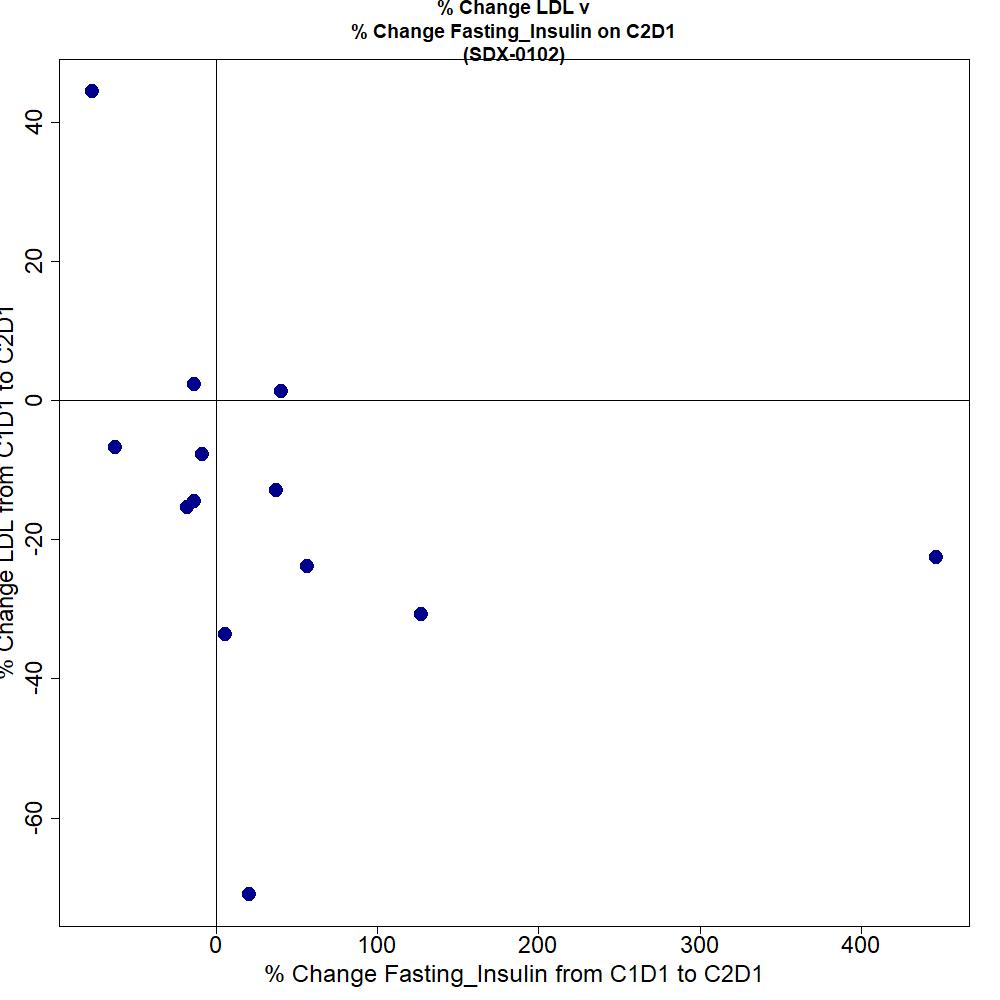 % Change LDL v
% Change Fasting_Insulin on C2D1
(SDX-0102)
% Change LDL from C1D1 to C2D1
40
20
0
-20
-40
-60
0
100
200
300
400
% Change Fasting_Insulin from C1D1 to C2D1